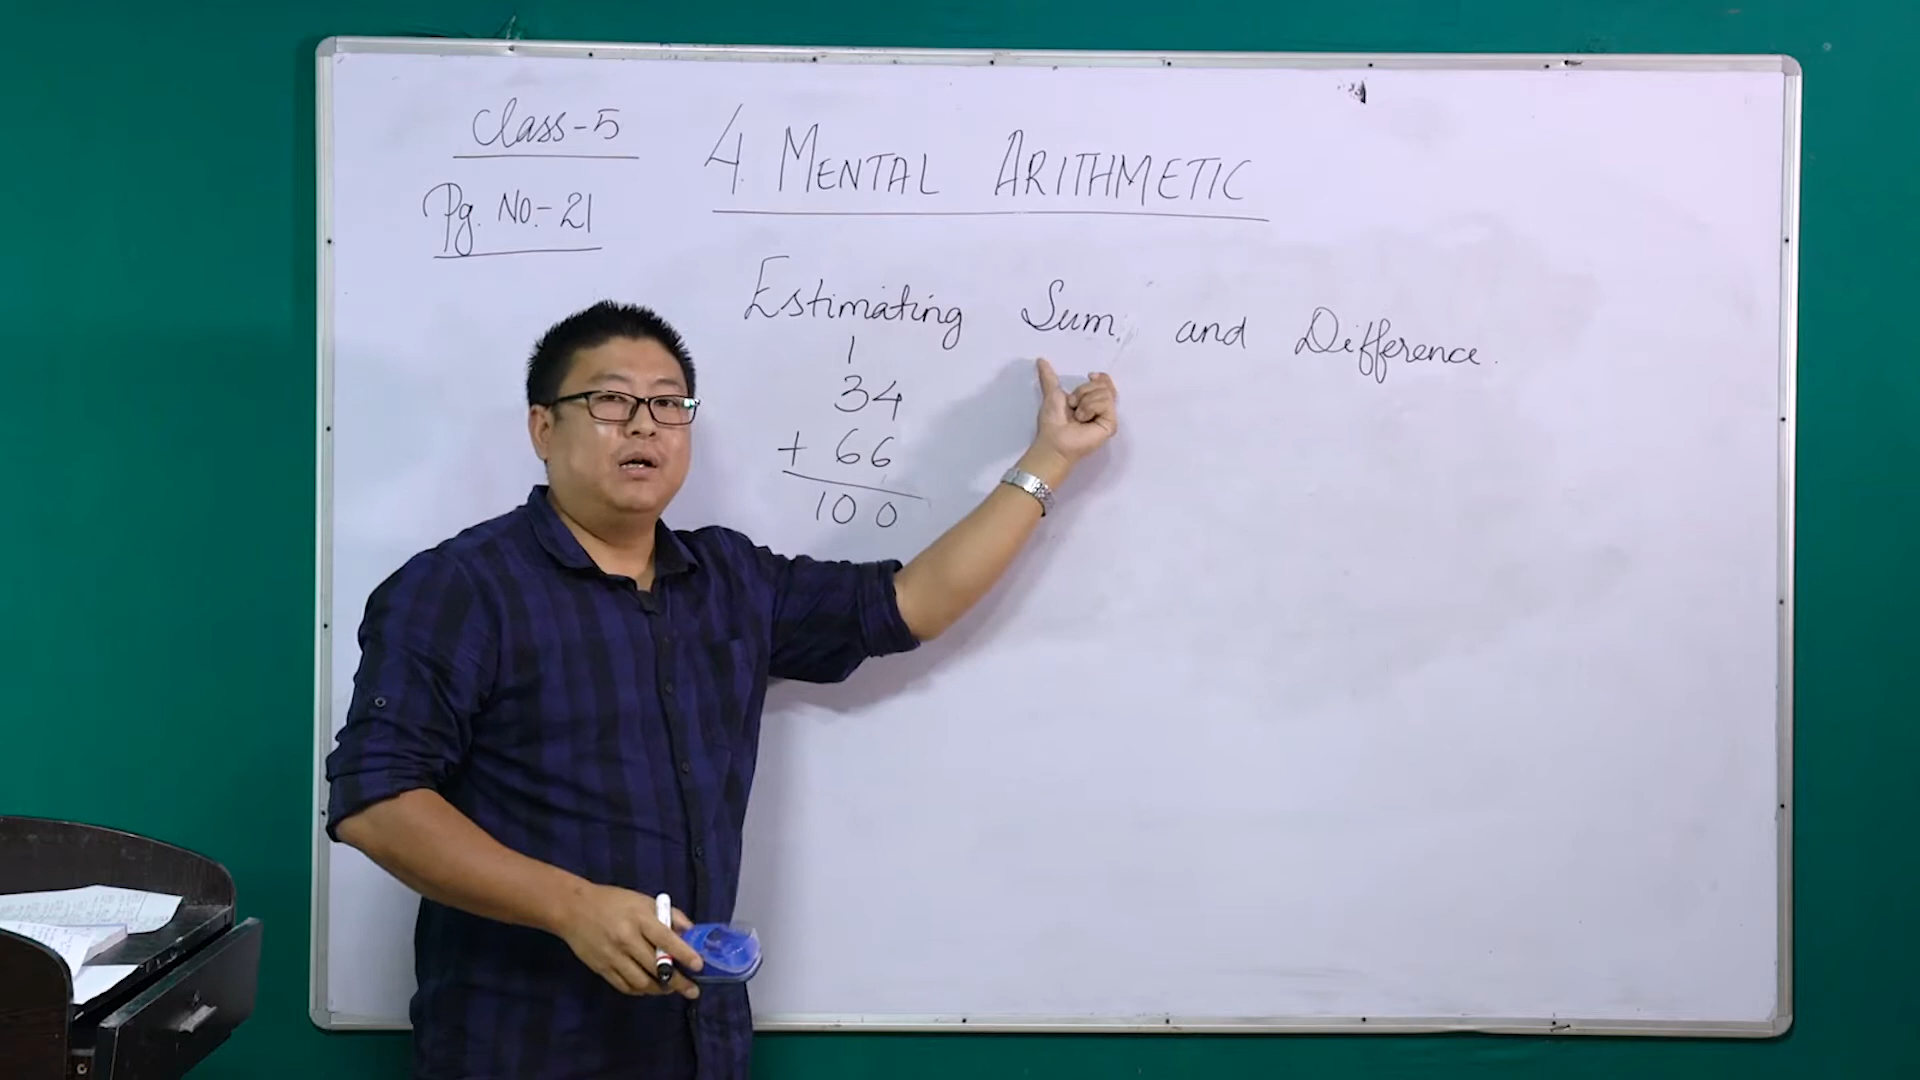 Class-5
4. MENTAL ARITHMETIC
Pg. No:- 21
Estimating Sum. and Difference.
1
34
+ 66
100